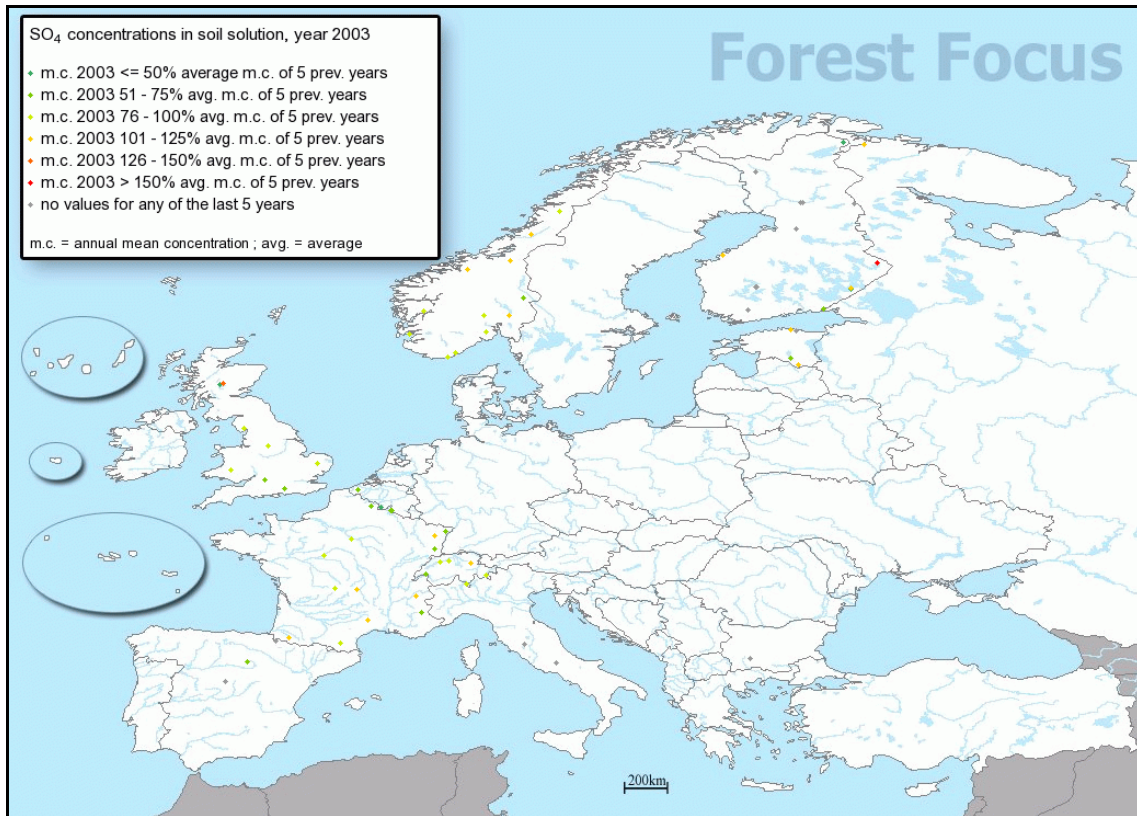 SO4 concentrations in soil solution, year 2003
m.c. 2003 <= 50% average m.c. of 5 prev. years
m.c. 2003 51 - 75% avg. m.c. of 5 prev. years
m.c. 2003 76 - 100% avg. m.c. of 5 prev. years
m.c. 2003 101 - 125% avg. m.c. of 5 prev. years
m.c. 2003 126 - 150% avg. m.c. of 5 prev. years
m.c. 2003 > 150% avg. m.c. of 5 prev. years
no values for any of the last 5 years
m.c. = annual mean concentration ; avg. = average
Forest Focus
200km